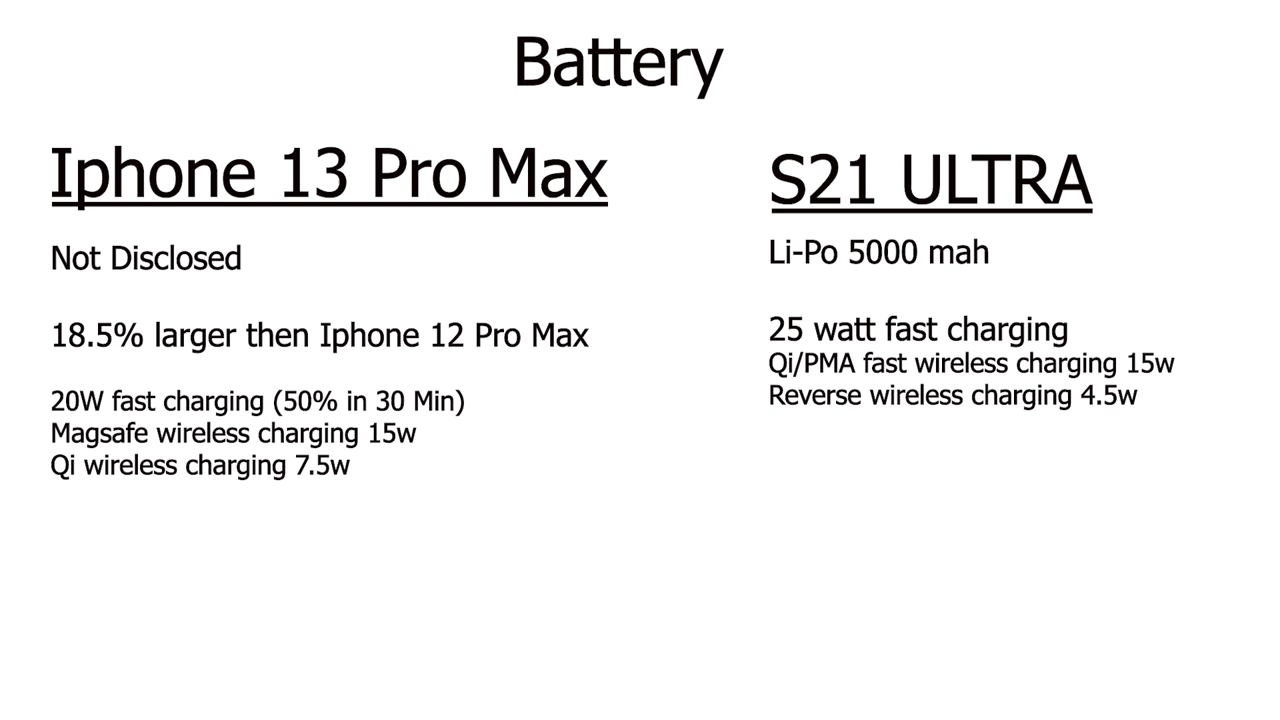 Battery
Iphone 13 Pro Max
Not Disclosed
18.5% larger then Iphone 12 Pro Max
20W fast charging (50% in 30 Min)
Magsafe wireless charging 15w
Qi wireless charging 7.5w
S21 ULTRA
Li-Po 5000 mah
25 watt fast charging
Qi/PMA fast wireless charging 15w
Reverse wireless charging 4.5w